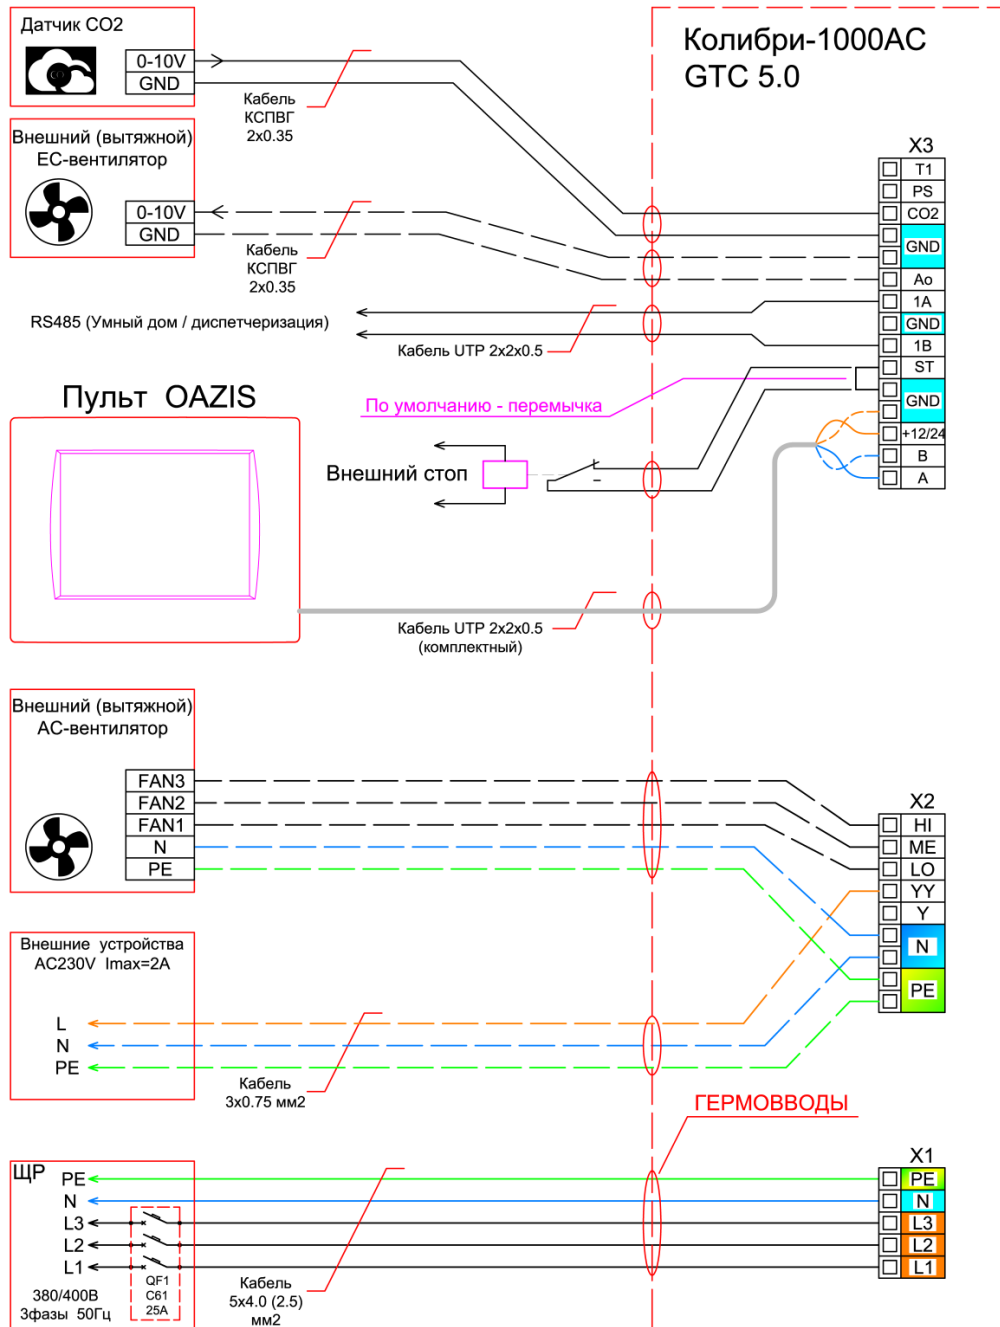 Датчик CO2
0-10V
GND
Кабель
КСПВГ
2x0.35
Колибри-1000AC
GTC 5.0
Внешний (вытяжной)
EC-вентилятор
0-10V
GND
Кабель
КСПВГ
2x0.35
RS485 (Умный дом / диспетчеризация)
Кабель UTP 2x2x0.5
X3
T1
PS
CO2
GND
Ao
1A
GND
1B
ST
GND
+12/24
B
A
Пульт OAZIS
По умолчанию - перемычка
Внешний стоп
Кабель UTP 2x2x0.5
(комплектный)
Внешний (вытяжной)
AC-вентилятор
FAN3
FAN2
FAN1
N
PE
X2
HI
ME
LO
YY
Y
N
PE
Внешние устройства
AC230V Imax=2A
L
N
PE
Кабель
3x0.75 мм2
ГЕРМОВВОДЫ
ЩР
PE
N
L3
L2
L1
QF1
C61
25A
380/400В
3фазы 50Гц
Кабель
5x4.0 (2.5)
мм2
X1
PE
N
L3
L2
L1